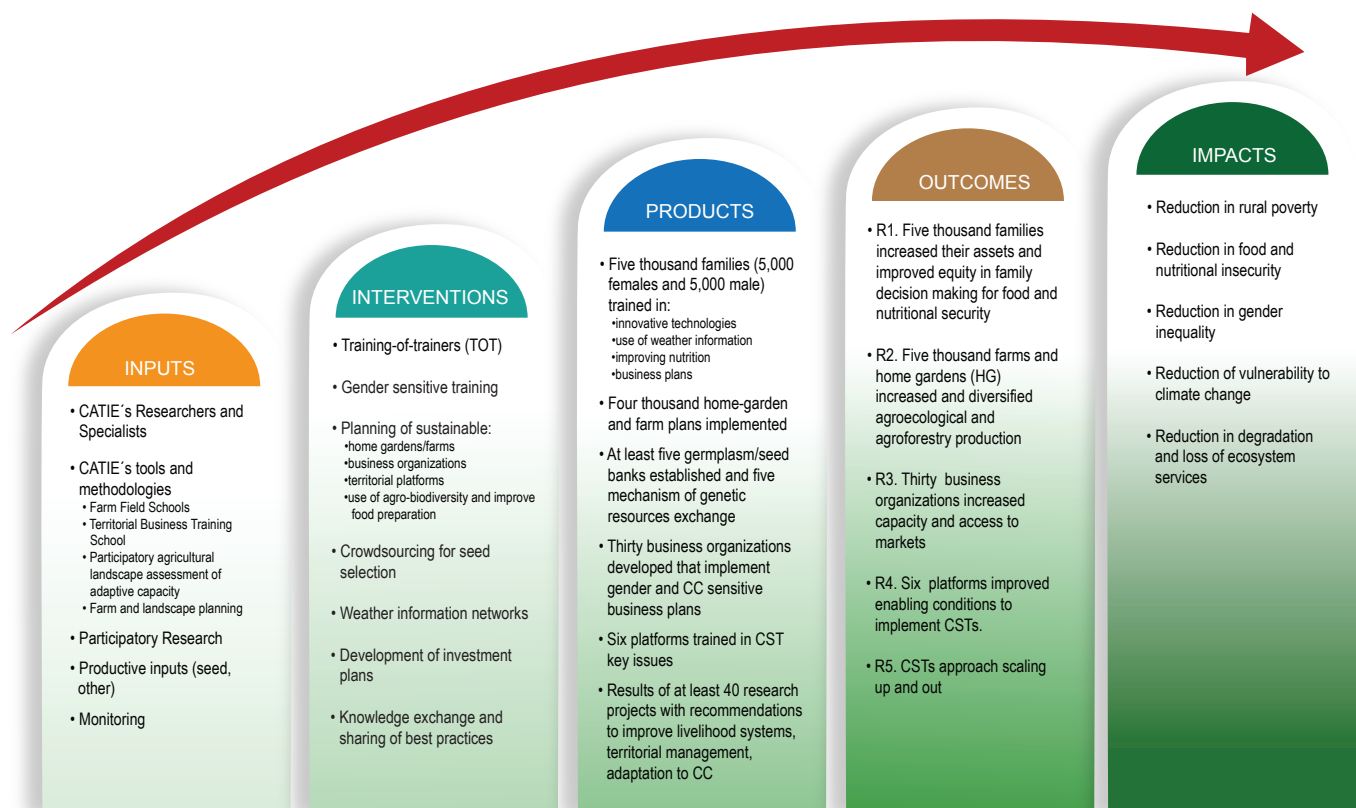 INPUTS
• CATIE´s Researchers and
Specialists
• CATIE´s tools and
methodologies
• Farm Field Schools
• Territorial Business Training
School
• Participatory agricultural
landscape assessment of
adaptive capacity
• Farm and landscape planning
• Participatory Research
• Productive inputs (seed,
other)
• Monitoring
INTERVENTIONS
• Training-of-trainers (TOT)
• Gender sensitive training
• Planning of sustainable:
•home gardens/farms
•business organizations
•territorial platforms
•use of agro-biodiversity and improve
food preparation
• Crowdsourcing for seed
selection
• Weather information networks
• Development of investment
plans
• Knowledge exchange and
sharing of best practices
PRODUCTS
• Five thousand families (5,000
females and 5,000 male)
trained in:
•innovative technologies
•use of weather information
•improving nutrition
•business plans
• Four thousand home-garden
and farm plans implemented
• At least five germplasm/seed
banks established and five
mechanism of genetic
resources exchange
• Thirty business organizations
developed that implement
gender and CC sensitive
business plans
• Six platforms trained in CST
key issues
• Results of at least 40 research
projects with recommendations
to improve livelihood systems,
territorial management,
adaptation to CC
OUTCOMES
• R1. Five thousand families
increased their assets and
improved equity in family
decision making for food and
nutritional security
• R2. Five thousand farms and
home gardens (HG)
increased and diversified
agroecological and
agroforestry production
• R3. Thirty business
organizations increased
capacity and access to
markets
• R4. Six platforms improved
enabling conditions to
implement CSTs.
• R5. CSTs approach scaling
up and out
IMPACTS
• Reduction in rural poverty
• Reduction in food and
nutritional insecurity
• Reduction in gender
inequality
• Reduction of vulnerability to
climate change
• Reduction in degradation
and loss of ecosystem
services